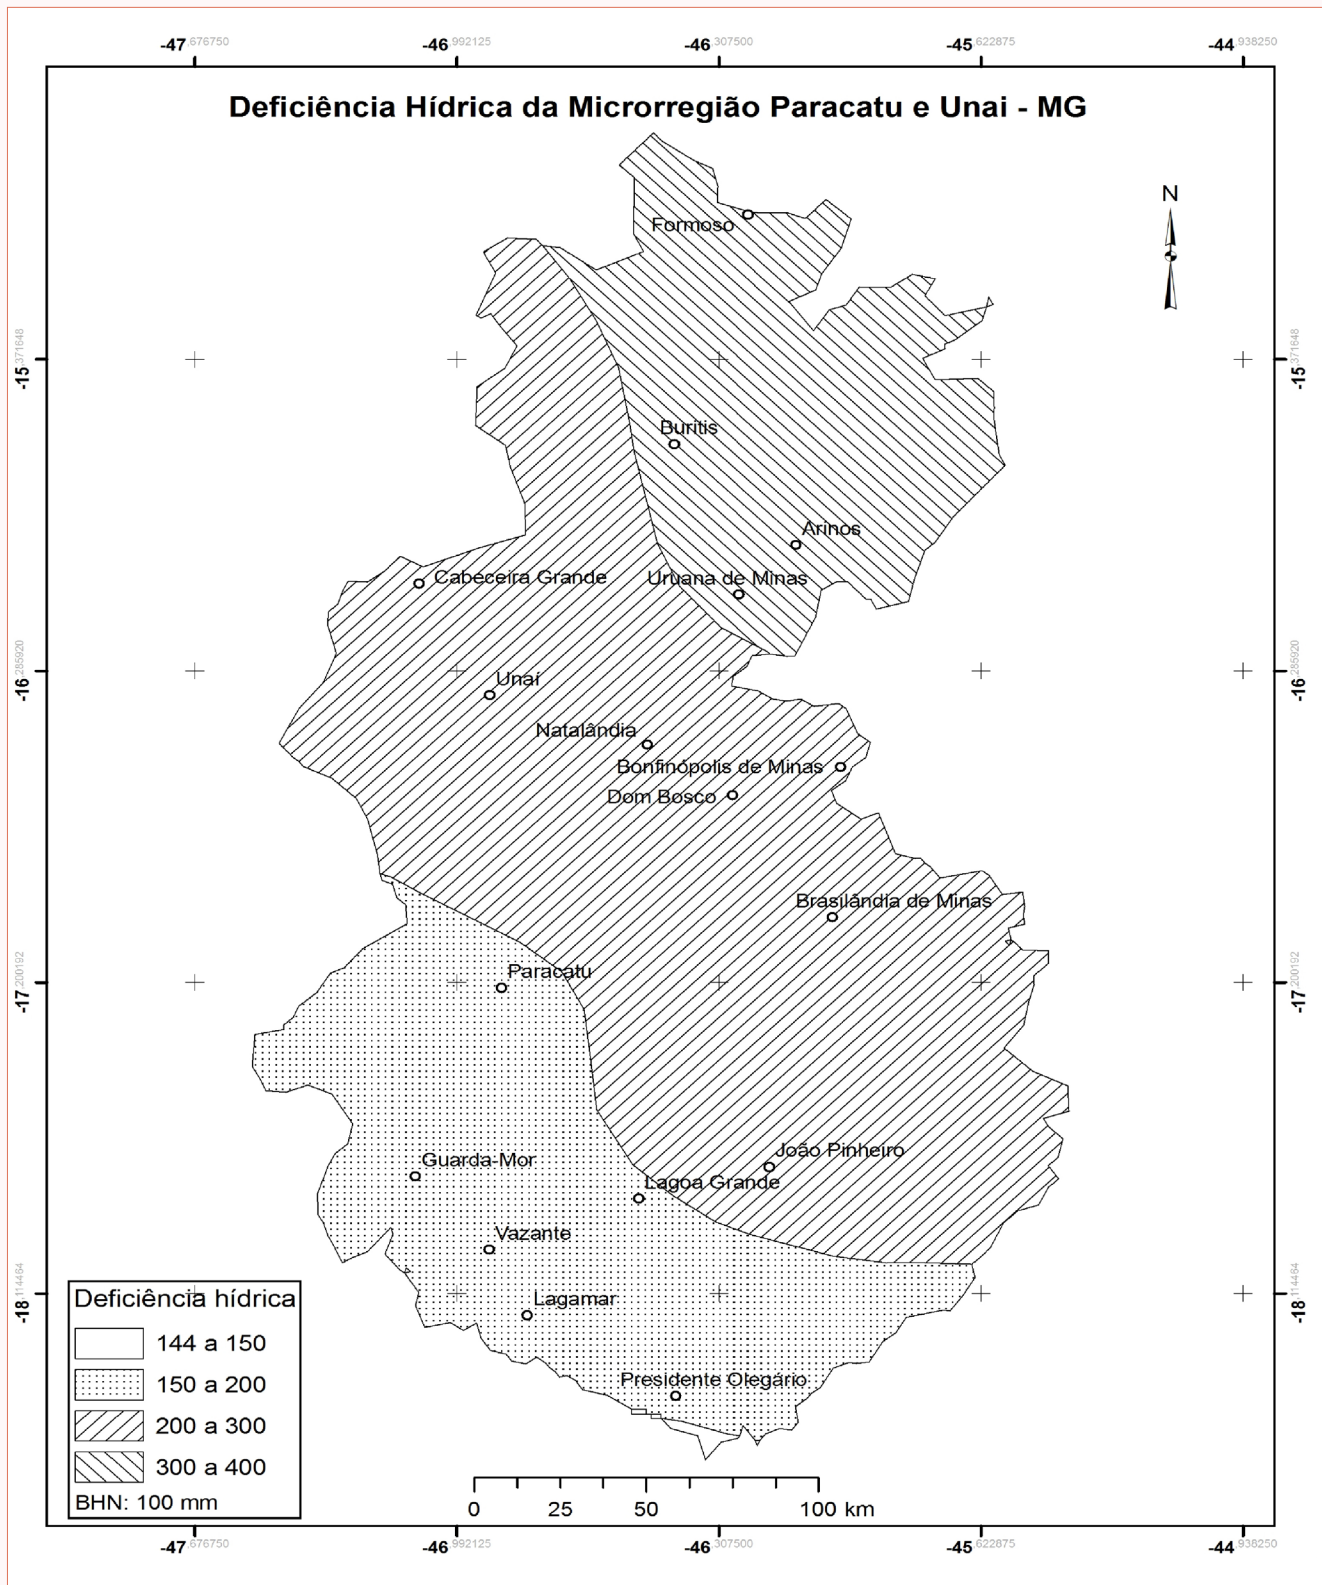 -47.676750 -46.992125 -46.307500 -45.622875 -44.938250
Deficiência Hídrica da Microrregião Paracatu e Unai - MG
N
Formoso
-15.371648 -15.371648
Buritis
Arinos
Cabeceira Grande
Uruana de Minas
-16.285920 -16.285920
Unaí
Natalândia
Bonfinópolis de Minas
Dom Bosco
Brasilândia de Minas
Paracatu
-17.200192 -17.200192
João Pinheiro
Guarda-Mor
Lagoa Grande
Vazante
-18.114464 -18.114464
Lagamar
Presidente Olegário
Deficiência hídrica
144 a 150
150 a 200
200 a 300
300 a 400
BHN: 100 mm
0 25 50 100 km
-47.676750 -46.992125 -46.307500 -45.622875 -44.938250